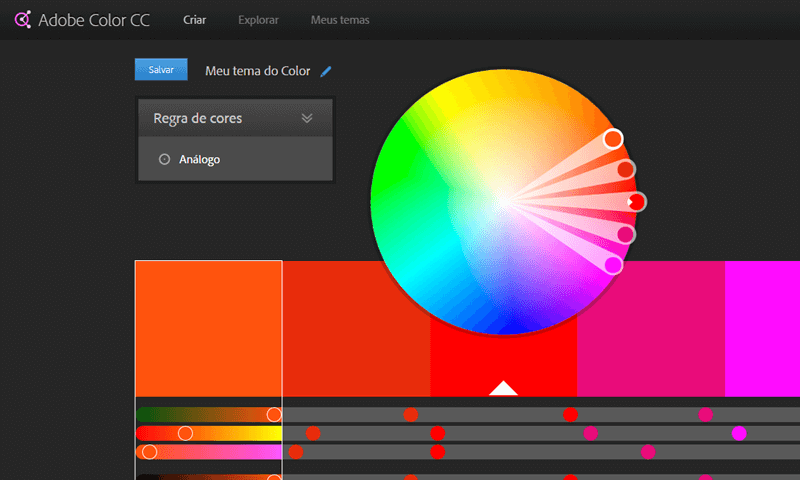 Adobe Color CC
Criar
Explorar
Meus temas
Salvar
Meu tema do Color
Regra de cores
Análogo